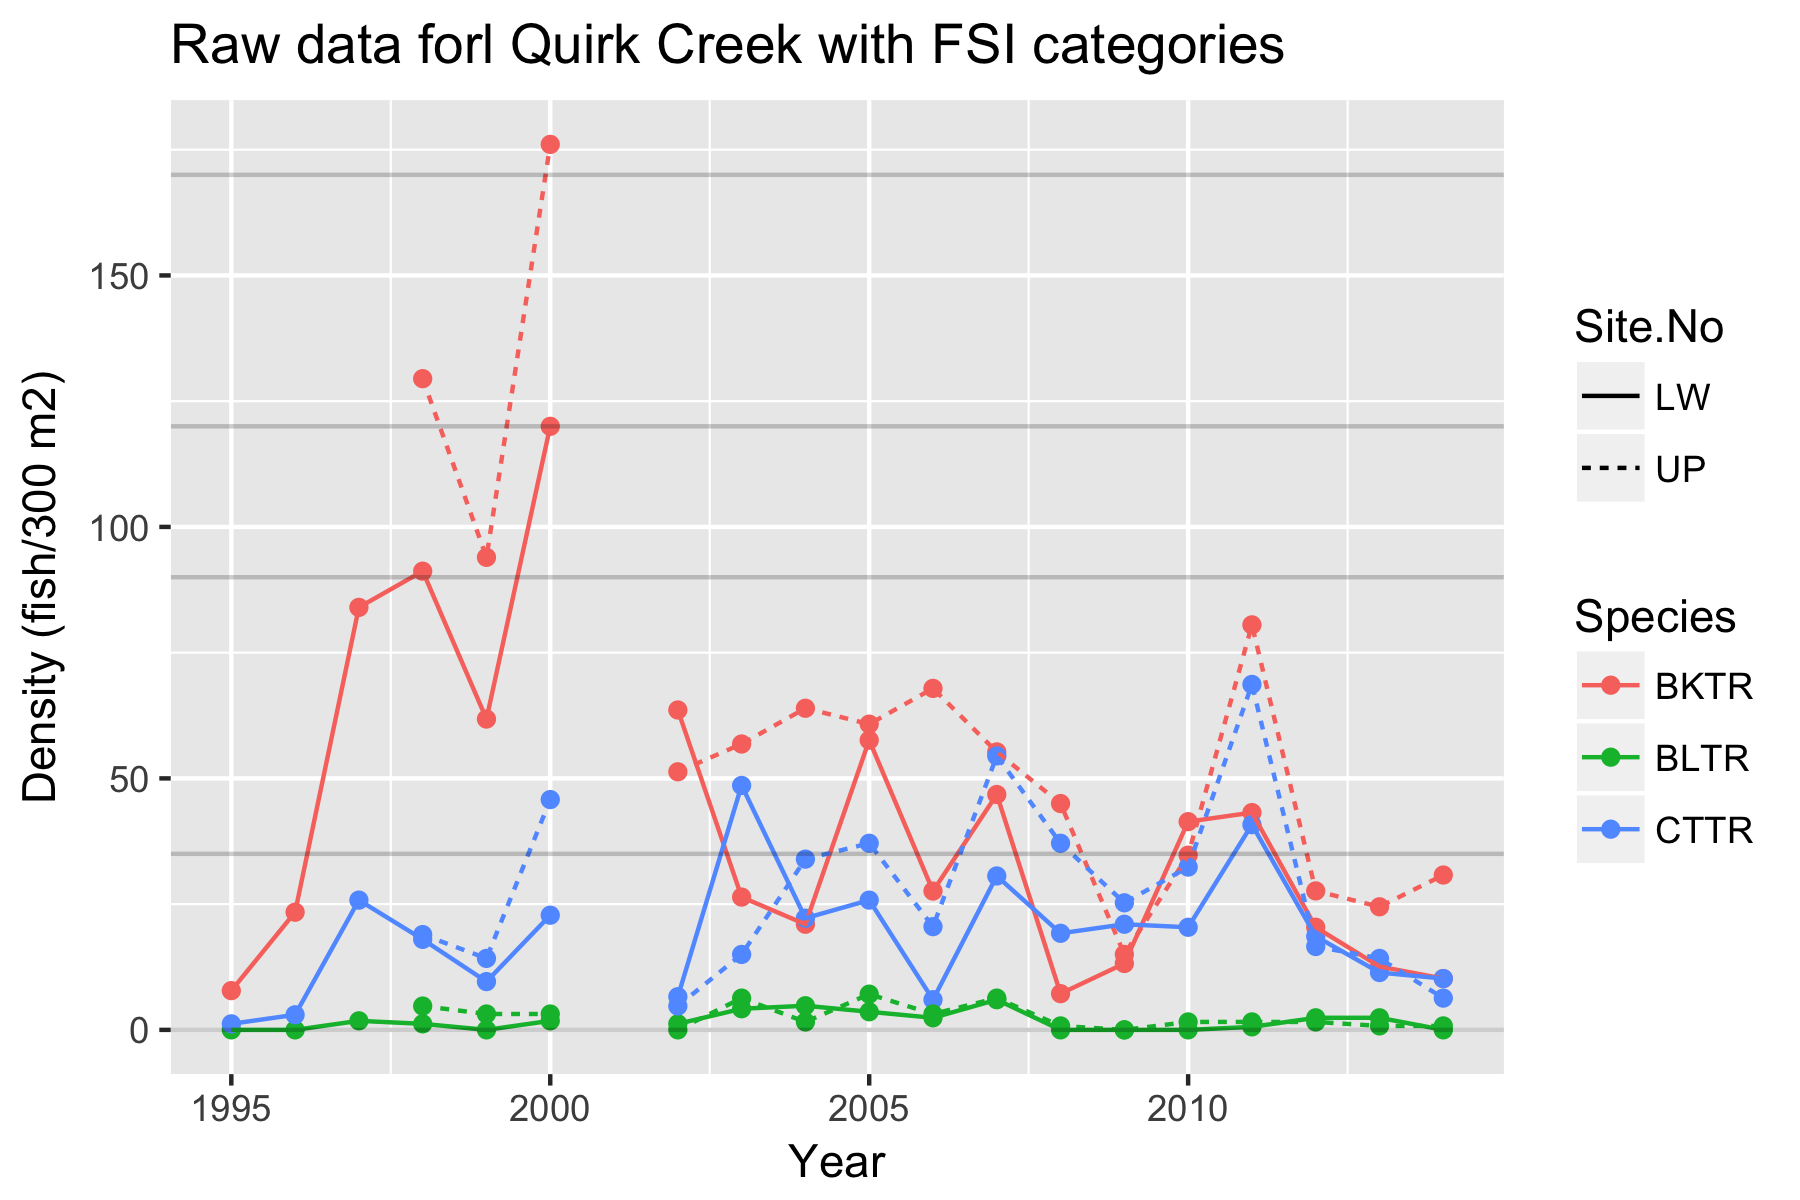 Raw data forl Quirk Creek with FSI categories
Density (fish/300 m2)
150
100
50
0
1995
2000
2005
2010
Year
Site.No
LW
UP
Species
BKTR
BLTR
CTTR